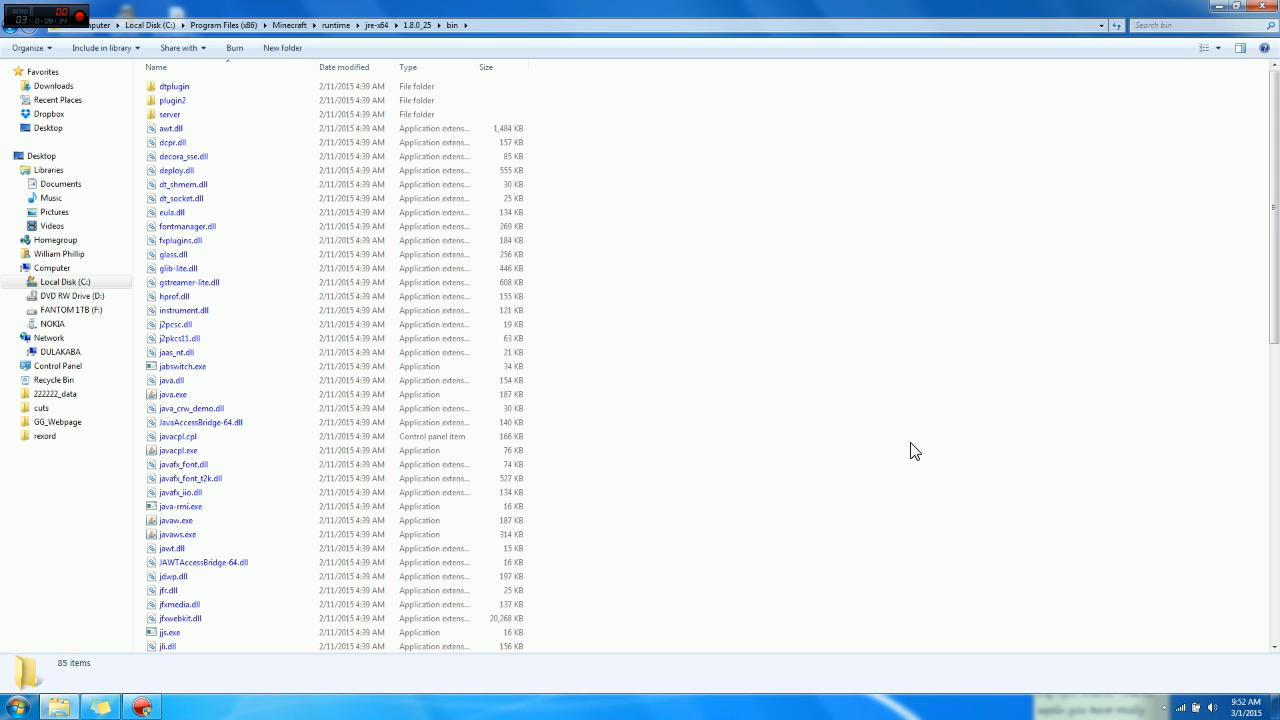 00
03 0:08:34
Computer ▸ Local Disk (C:) ▸ Program Files (x86) ▸ Minecraft ▸ runtime ▸ jre-x64 ▸ 1.8.0_25 ▸ bin ▸ Search bin
Organize Include in library Share with Burn New folder
Name Date modified Type Size
Favorites
Downloads
Recent Places
Dropbox
Desktop
Desktop
Libraries
Documents
Music
Pictures
Videos
Homegroup
William Phillip
Computer
Local Disk (C:)
DVD RW Drive (D:)
FANTOM 1TB (F:)
NOKIA
Network
DULAKABA
Control Panel
Recycle Bin
222222_data
cuts
GG_Webpage
rexord
dtplugin 2/11/2015 4:39 AM File folder
plugin2 2/11/2015 4:39 AM File folder
server 2/11/2015 4:39 AM File folder
awt.dll 2/11/2015 4:39 AM Application extens... 1,484 KB
dcpr.dll 2/11/2015 4:39 AM Application extens... 157 KB
decora_sse.dll 2/11/2015 4:39 AM Application extens... 85 KB
deploy.dll 2/11/2015 4:39 AM Application extens... 555 KB
dt_shmem.dll 2/11/2015 4:39 AM Application extens... 30 KB
dt_socket.dll 2/11/2015 4:39 AM Application extens... 25 KB
eula.dll 2/11/2015 4:39 AM Application extens... 134 KB
fontmanager.dll 2/11/2015 4:39 AM Application extens... 269 KB
fxplugins.dll 2/11/2015 4:39 AM Application extens... 184 KB
glass.dll 2/11/2015 4:39 AM Application extens... 256 KB
glib-lite.dll 2/11/2015 4:39 AM Application extens... 446 KB
gstreamer-lite.dll 2/11/2015 4:39 AM Application extens... 608 KB
hprof.dll 2/11/2015 4:39 AM Application extens... 155 KB
instrument.dll 2/11/2015 4:39 AM Application extens... 121 KB
j2pcsc.dll 2/11/2015 4:39 AM Application extens... 19 KB
j2pkcs11.dll 2/11/2015 4:39 AM Application extens... 63 KB
jaas_nt.dll 2/11/2015 4:39 AM Application extens... 21 KB
jabswitch.exe 2/11/2015 4:39 AM Application 34 KB
java.dll 2/11/2015 4:39 AM Application extens... 154 KB
java.exe 2/11/2015 4:39 AM Application 187 KB
java_crw_demo.dll 2/11/2015 4:39 AM Application extens... 30 KB
JavaAccessBridge-64.dll 2/11/2015 4:39 AM Application extens... 140 KB
javacpl.cpl 2/11/2015 4:39 AM Control panel item 166 KB
javacpl.exe 2/11/2015 4:39 AM Application 76 KB
javafx_font.dll 2/11/2015 4:39 AM Application extens... 74 KB
javafx_font_t2k.dll 2/11/2015 4:39 AM Application extens... 527 KB
javafx_iio.dll 2/11/2015 4:39 AM Application extens... 134 KB
java-rmi.exe 2/11/2015 4:39 AM Application 16 KB
javaw.exe 2/11/2015 4:39 AM Application 187 KB
javaws.exe 2/11/2015 4:39 AM Application 314 KB
jawt.dll 2/11/2015 4:39 AM Application extens... 15 KB
JAWTAccessBridge-64.dll 2/11/2015 4:39 AM Application extens... 16 KB
jdwp.dll 2/11/2015 4:39 AM Application extens... 197 KB
jfr.dll 2/11/2015 4:39 AM Application extens... 25 KB
jfxmedia.dll 2/11/2015 4:39 AM Application extens... 137 KB
jfxwebkit.dll 2/11/2015 4:39 AM Application extens... 20,268 KB
jjs.exe 2/11/2015 4:39 AM Application 16 KB
jli.dll 2/11/2015 4:39 AM Application extens... 156 KB
85 items
9:52 AM
3/1/2015